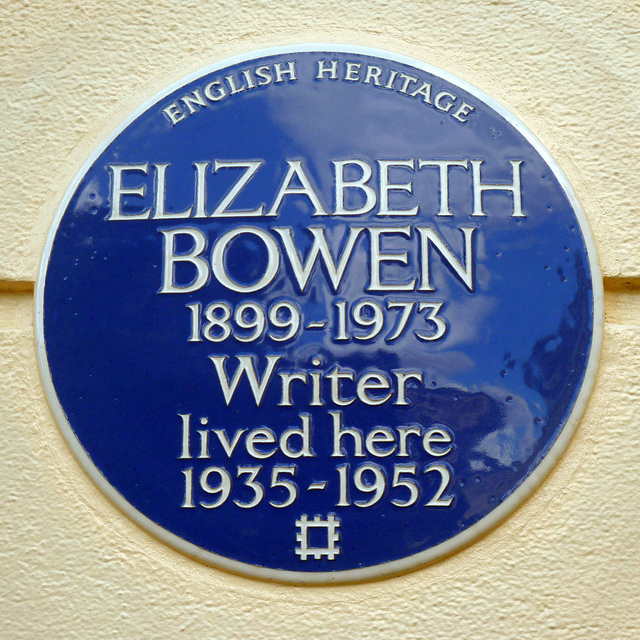 ENGLISH HERITAGE
ELIZABETH
BOWEN
1899-1973
Writer
lived here
1935-1952